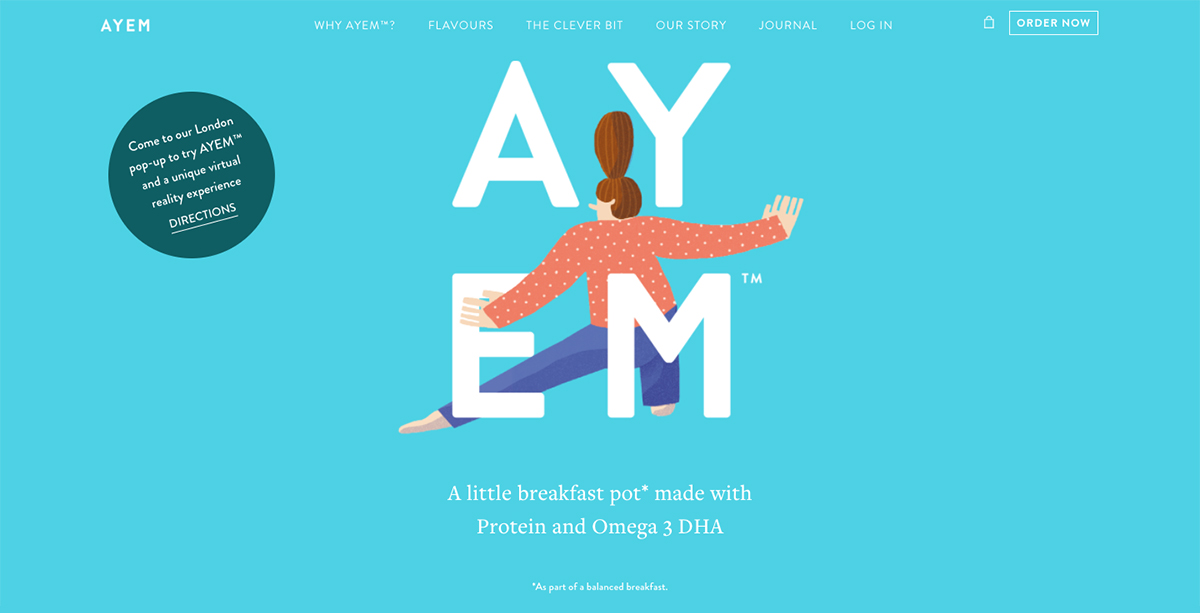 AYEM
WHY AYEM™?
FLAVOURS
THE CLEVER BIT
OUR STORY
JOURNAL
LOG IN
ORDER NOW
Come to our London
pop-up to try AYEM™
and a unique virtual
reality experience
DIRECTIONS
AY
EM™
A little breakfast pot* made with
Protein and Omega 3 DHA
*As part of a balanced breakfast.